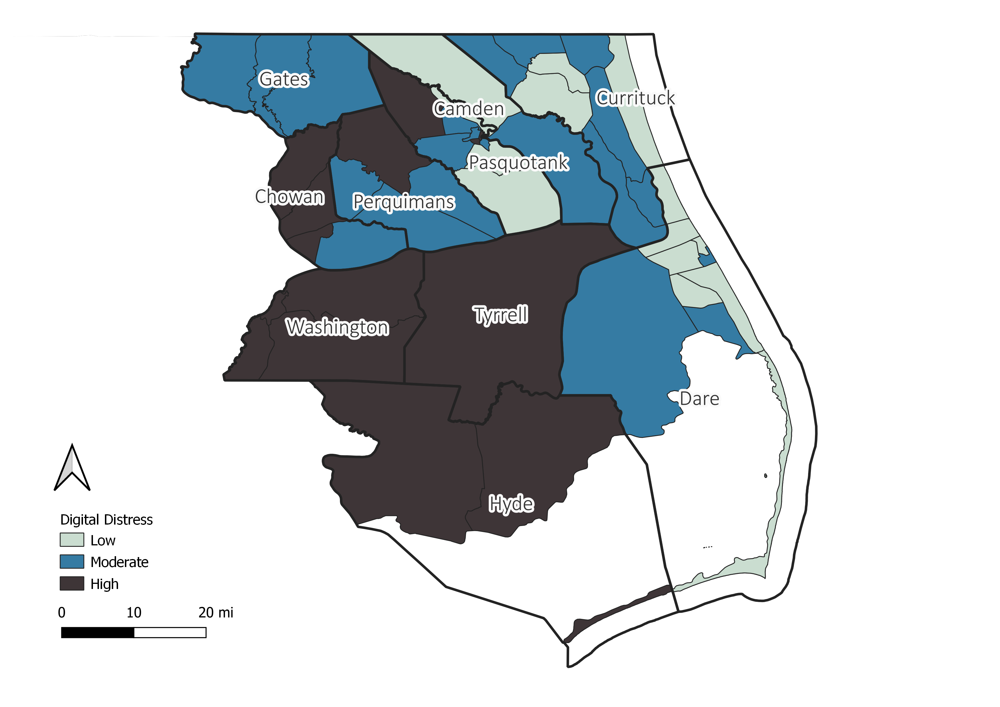 Gates
Currituck
Camden
Pasquotank
Chowan
Perquimans
Tyrrell
Washington
Dare
Hyde
Digital Distress
Low
Moderate
High
0 10 20 mi